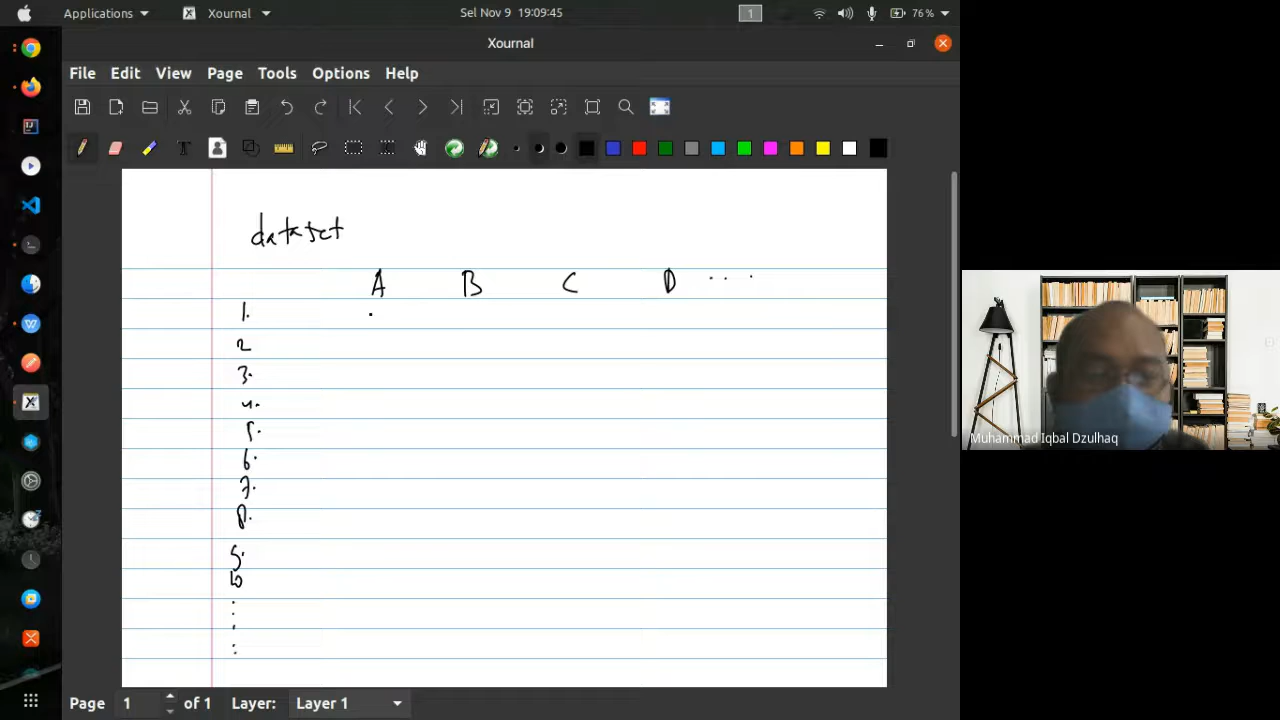 Applications Xournal Sel Nov 9 19:09:45 1 76%
Xournal
File Edit View Page Tools Options Help
dataset
A B C D ...
1.
2
3.
4.
5.
6.
7.
8.
9.
10
Muhammad Iqbal Dzulhaq
Page 1 of 1 Layer: Layer 1